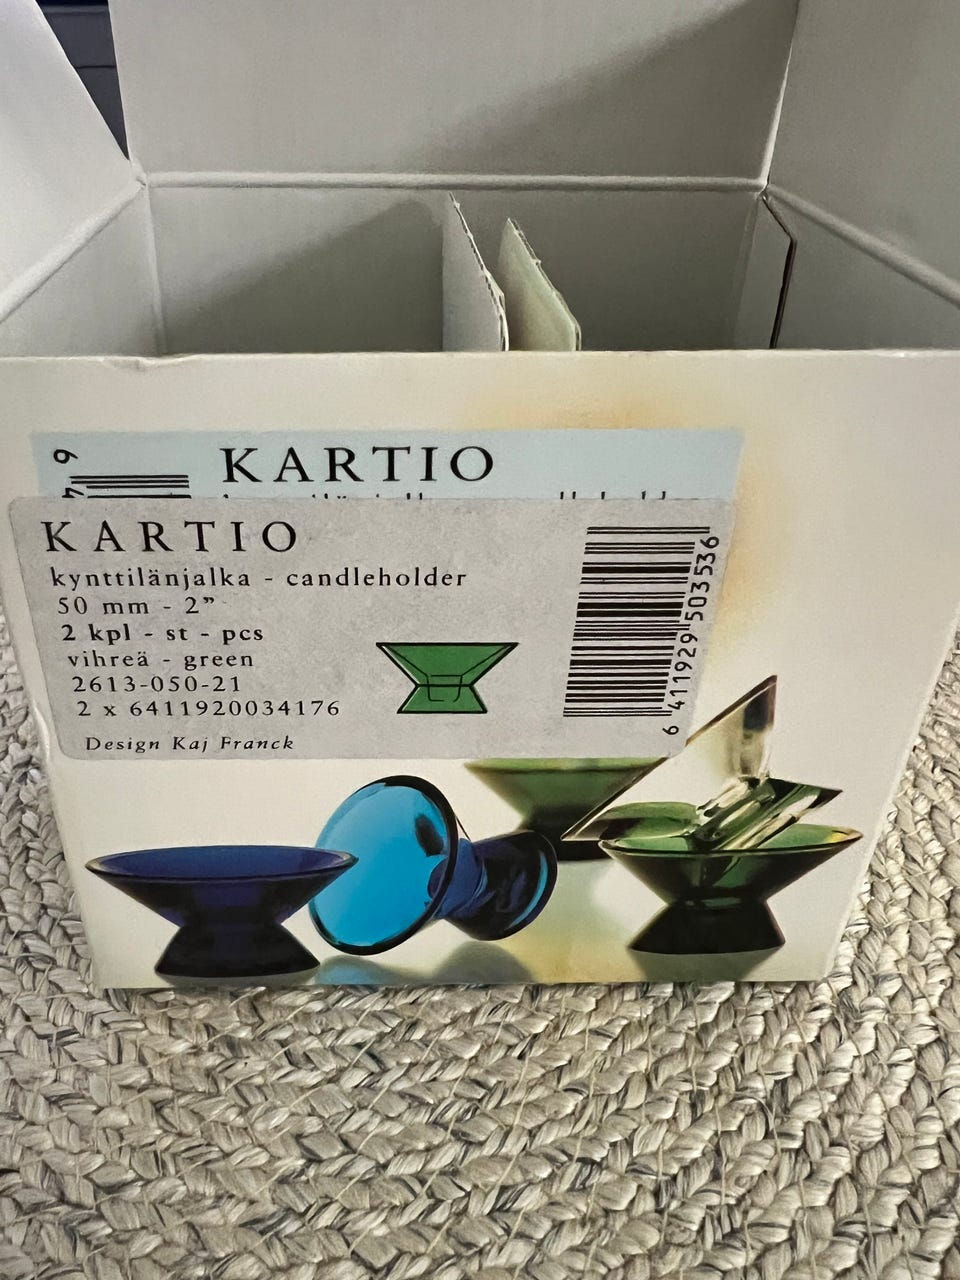 KARTIO
KARTIO
kynttilänjalka - candleholder
50 mm - 2”
2 kpl - st - pcs
vihreä - green
2613-050-21
2 x 6411920034176
Design Kaj Franck
6 411929 503536